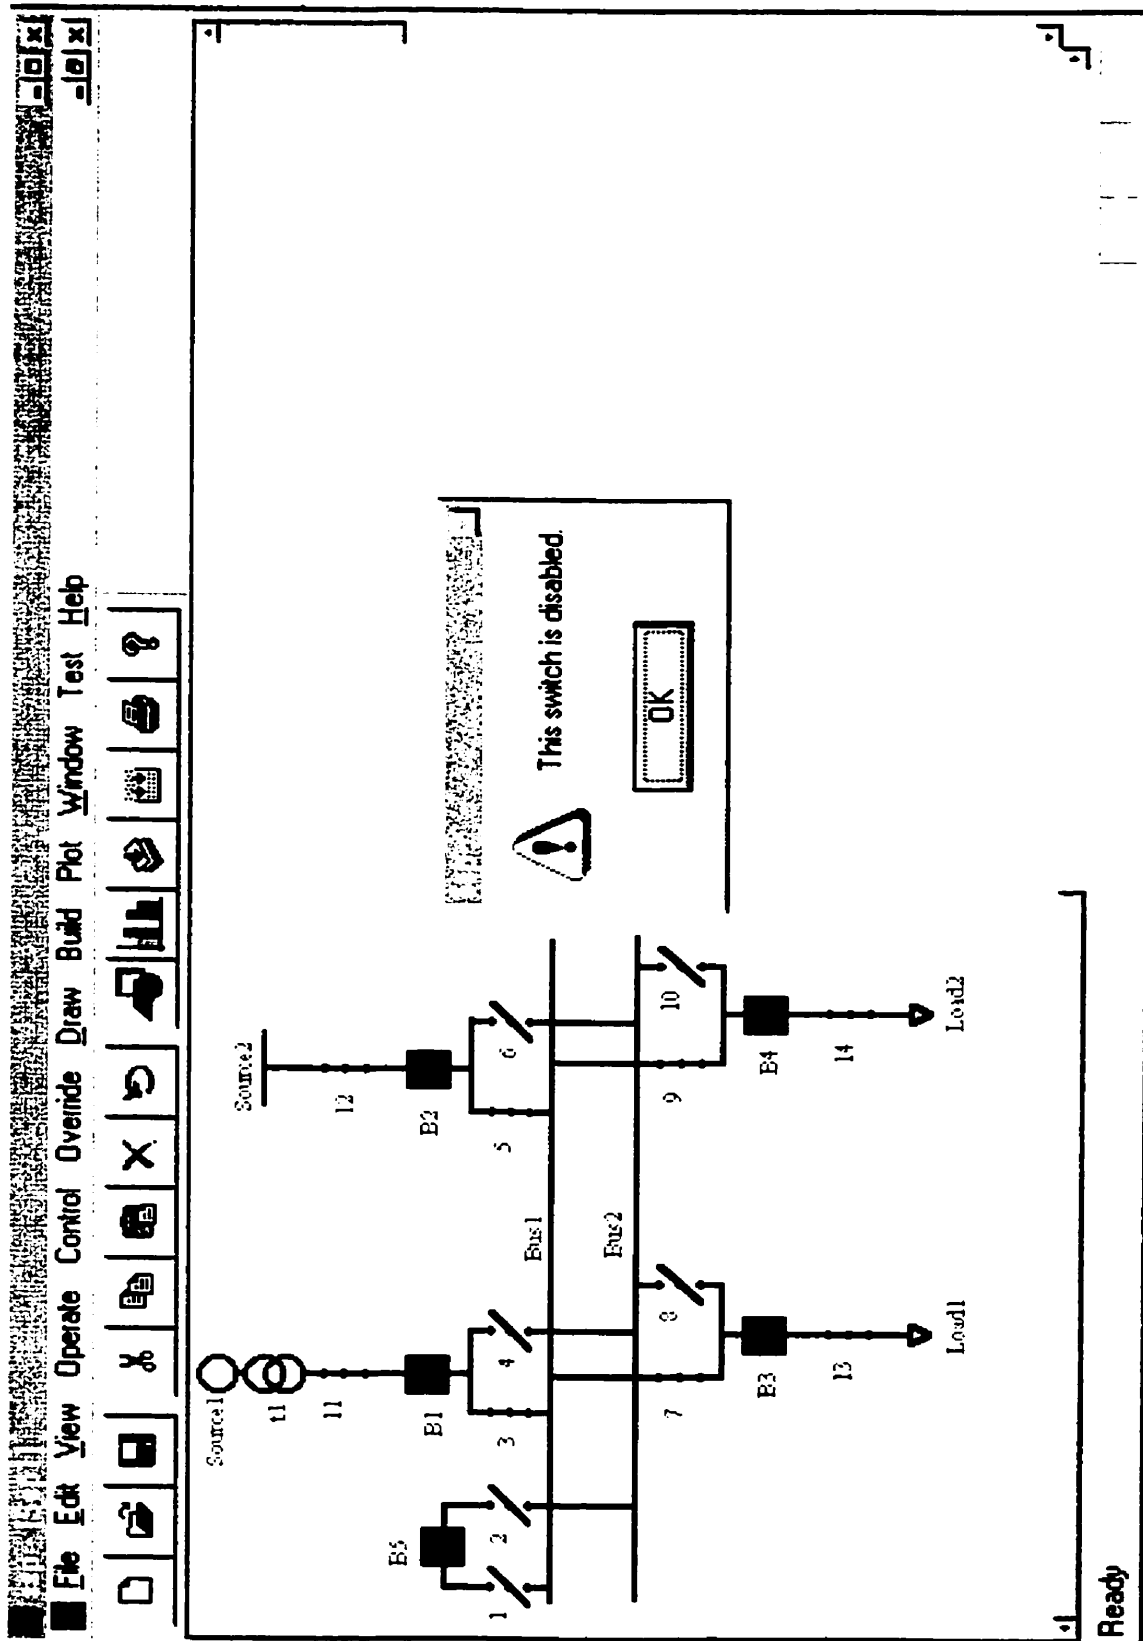 File Edit View Operate Control Override Draw Build Plot Window Test Help
Source1
Source2
t1
11
12
B5
B1
B2
1
2
3
4
5
6
Bus1
Bus2
7
8
9
10
B3
B4
13
14
Load1
Load2
This switch is disabled.
OK
Ready